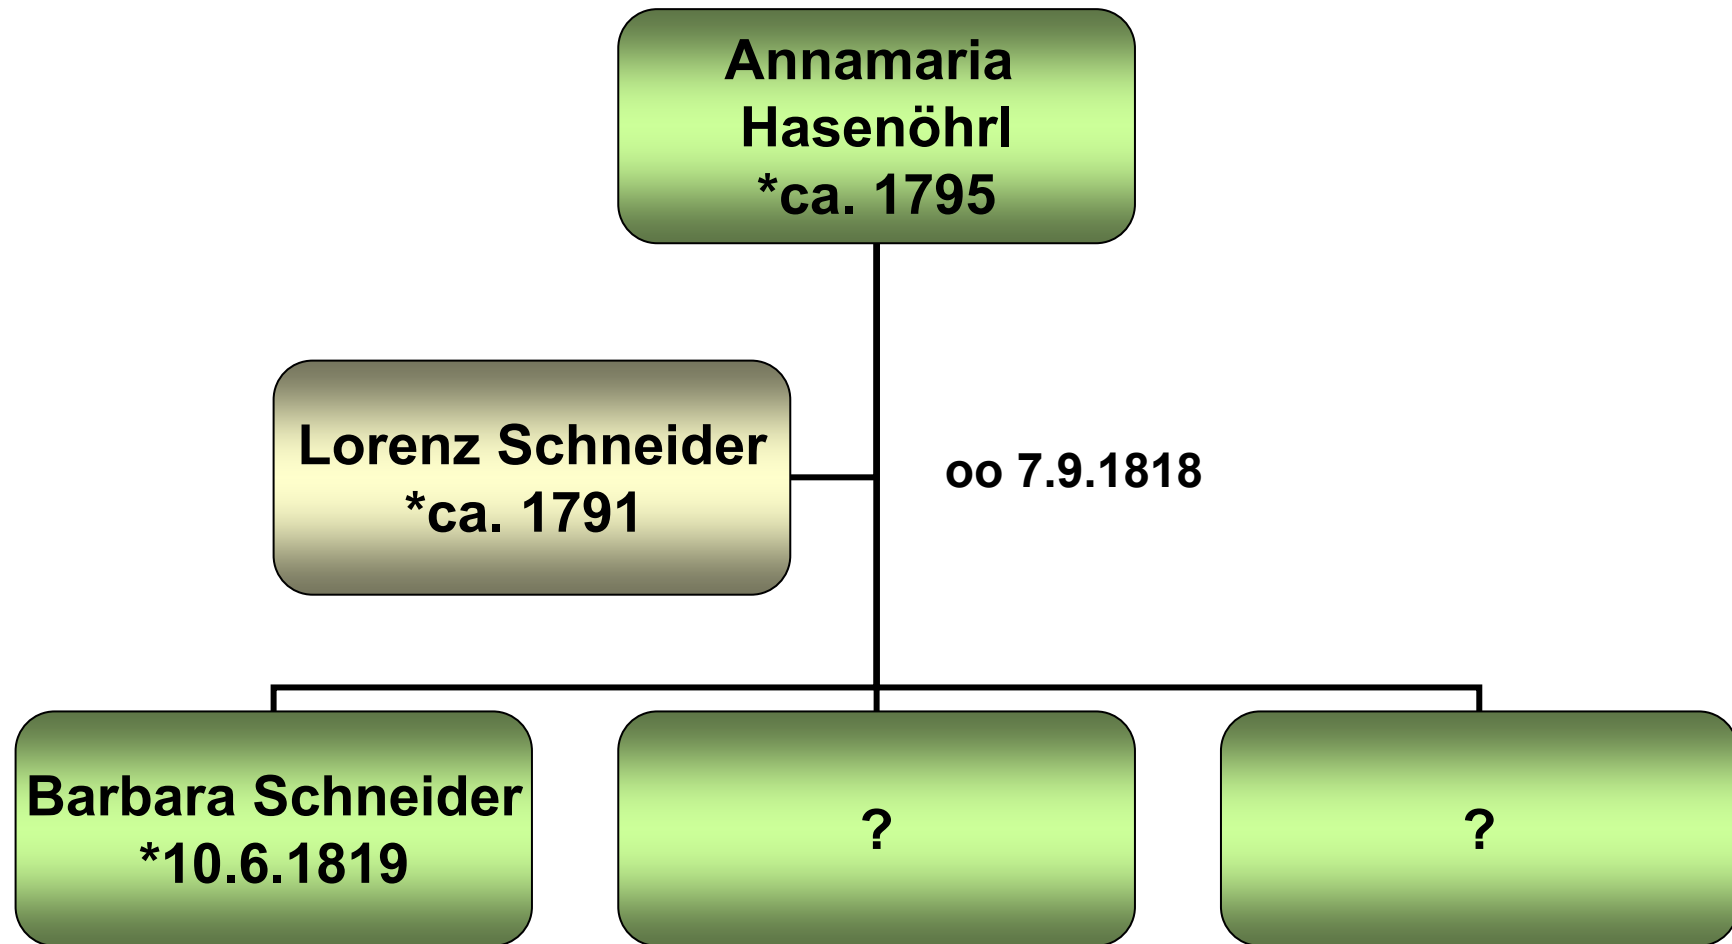 Annamaria
Hasenöhrl
*ca. 1795
Lorenz Schneider
*ca. 1791
oo 7.9.1818
Barbara Schneider
*10.6.1819
?
?